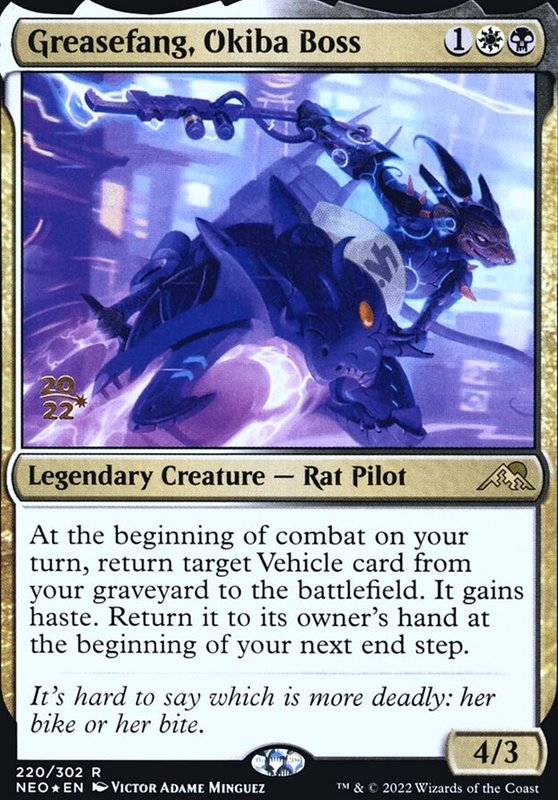 Greasefang, Okiba Boss 1
20
22
Legendary Creature — Rat Pilot
At the beginning of combat on your
turn, return target Vehicle card from
your graveyard to the battlefield. It gains
haste. Return it to its owner's hand at
the beginning of your next end step.
It's hard to say which is more deadly: her
bike or her bite.
4/3
220/302 R
NEO★EN Victor Adame Minguez
™ & © 2022 Wizards of the Coast